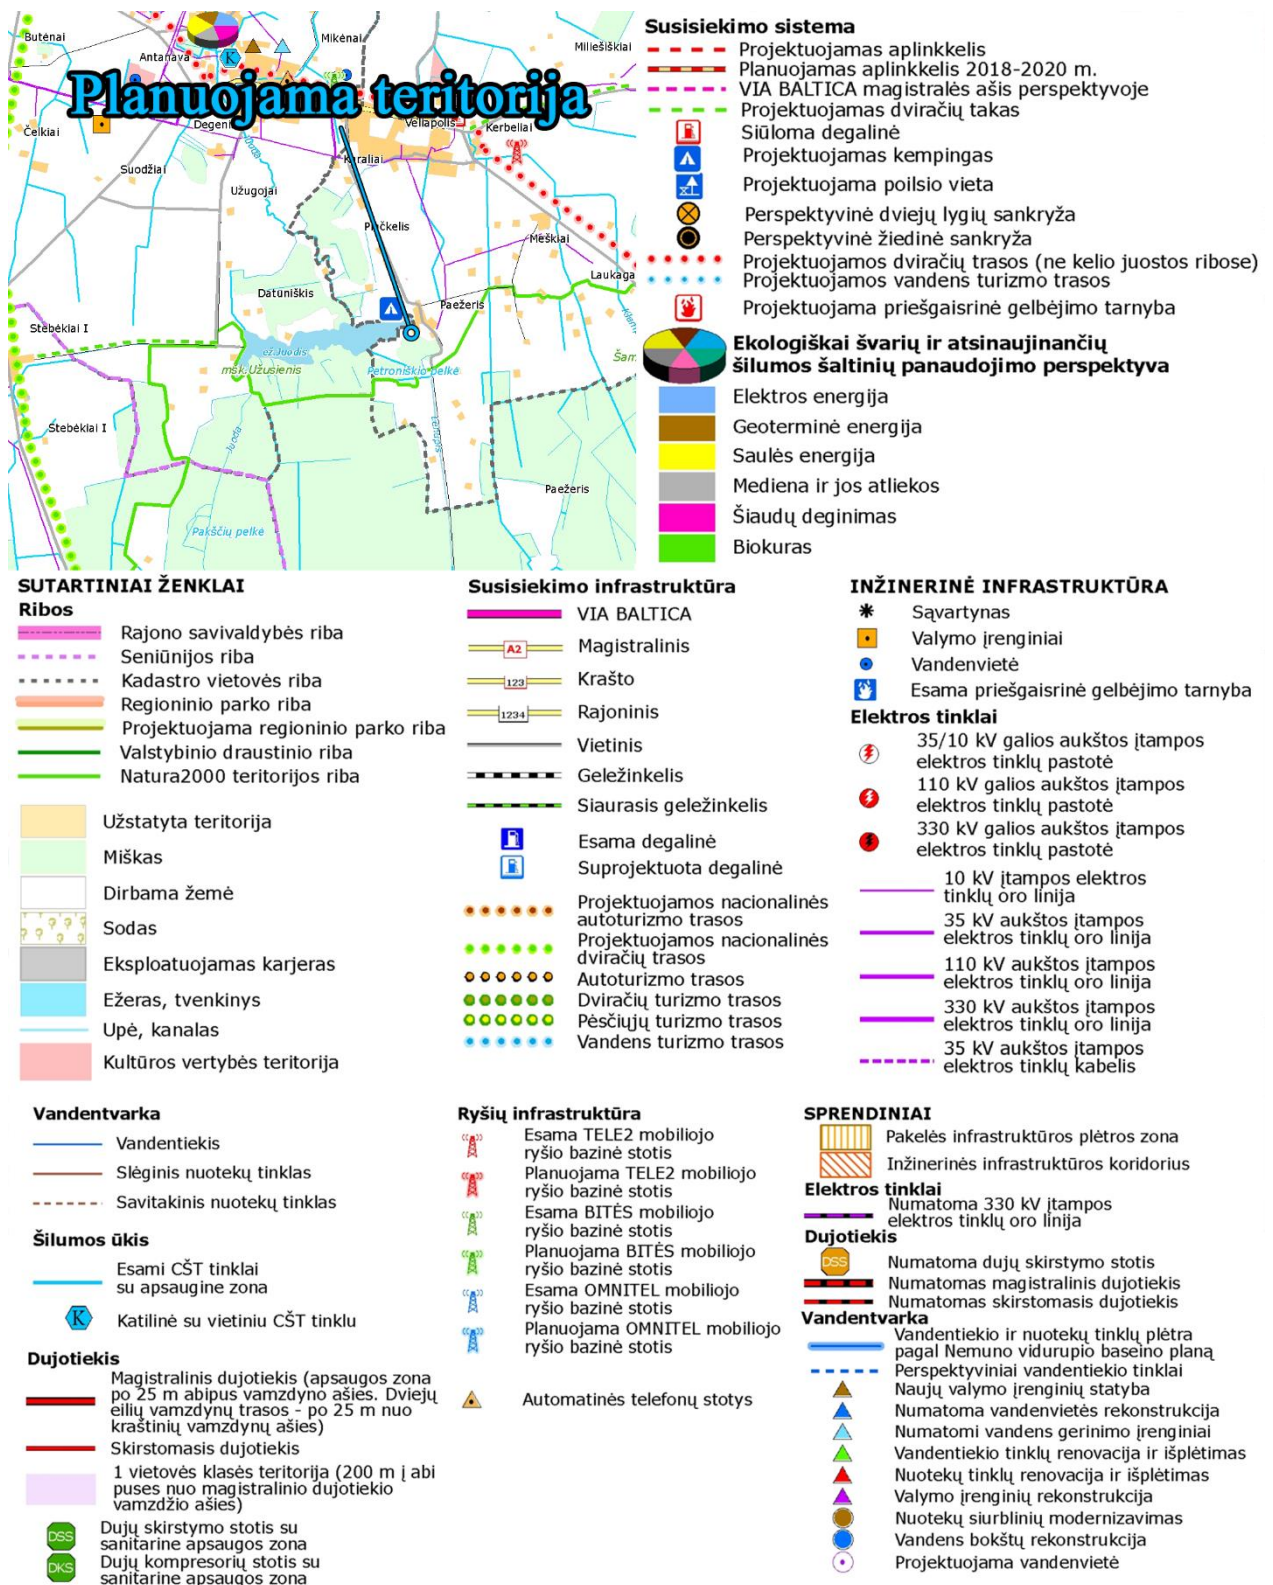 Butėnai
Mikėnai
Miliešiškiai
Antanava
K
Planuojama teritorija
Čelkiai
Vellapolis
Kerbeliai
Suodžiai
Karaliai
Juoda
Užugojai
Plučkelis
Meškiai
Laukaga
Datuniškis
Paežeris
Stebėkiai I
ež.Juodis
mšk.Užusienis
Petroniškio pelkė
Šam
Stebėkiai I
Juoda
Lenupis
Paežeris
Pakščių pelkė
Susisiekimo sistema
Projektuojamas aplinkkelis
Planuojamas aplinkkelis 2018-2020 m.
VIA BALTICA magistralės ašis perspektyvoje
Projektuojamas dviračių takas
Siūloma degalinė
Projektuojamas kempingas
Projektuojama poilsio vieta
Perspektyvinė dviejų lygių sankryža
Perspektyvinė žiedinė sankryža
Projektuojamos dviračių trasos (ne kelio juostos ribose)
Projektuojamos vandens turizmo trasos
Projektuojama priešgaisrinė gelbėjimo tarnyba
Ekologiškai švarių ir atsinaujinančių
šilumos šaltinių panaudojimo perspektyva
Elektros energija
Geoterminė energija
Saulės energija
Mediena ir jos atliekos
Šiaudų deginimas
Biokuras
SUTARTINIAI ŽENKLAI
Ribos
Rajono savivaldybės riba
Seniūnijos riba
Kadastro vietovės riba
Regioninio parko riba
Projektuojama regioninio parko riba
Valstybinio draustinio riba
Natura2000 teritorijos riba
Užstatyta teritorija
Miškas
Dirbama žemė
Sodas
Eksploatuojamas karjeras
Ežeras, tvenkinys
Upė, kanalas
Kultūros vertybės teritorija
Susisiekimo infrastruktūra
VIA BALTICA
A2 Magistralinis
123 Krašto
1234 Rajoninis
Vietinis
Geležinkelis
Siaurasis geležinkelis
Esama degalinė
Suprojektuota degalinė
Projektuojamos nacionalinės
autoturizmo trasos
Projektuojamos nacionalinės
dviračių trasos
Autoturizmo trasos
Dviračių turizmo trasos
Pėsčiųjų turizmo trasos
Vandens turizmo trasos
INŽINERINĖ INFRASTRUKTŪRA
Sąvartynas
Valymo įrenginiai
Vandenvietė
Esama priešgaisrinė gelbėjimo tarnyba
Elektros tinklai
35/10 kV galios aukštos įtampos
elektros tinklų pastotė
110 kV galios aukštos įtampos
elektros tinklų pastotė
330 kV galios aukštos įtampos
elektros tinklų pastotė
10 kV įtampos elektros
tinklų oro linija
35 kV aukštos įtampos
elektros tinklų oro linija
110 kV aukštos įtampos
elektros tinklų oro linija
330 kV aukštos įtampos
elektros tinklų oro linija
35 kV aukštos įtampos
elektros tinklų kabelis
Vandentvarka
Vandentiekis
Slėginis nuotekų tinklas
Savitakinis nuotekų tinklas
Šilumos ūkis
Esami CŠT tinklai
su apsaugine zona
K Katilinė su vietiniu CŠT tinklu
Dujotiekis
Magistralinis dujotiekis (apsaugos zona
po 25 m abipus vamzdyno ašies. Dviejų
eilių vamzdynų trasos - po 25 m nuo
kraštinių vamzdynų ašies)
Skirstomasis dujotiekis
1 vietovės klasės teritorija (200 m į abi
puses nuo magistralinio dujotiekio
vamzdžio ašies)
DSS Dujų skirstymo stotis su
sanitarine apsaugos zona
DKS Dujų kompresorių stotis su
sanitarine apsaugos zona
Ryšių infrastruktūra
Esama TELE2 mobiliojo
ryšio bazinė stotis
Planuojama TELE2 mobiliojo
ryšio bazinė stotis
Esama BITĖS mobiliojo
ryšio bazinė stotis
Planuojama BITĖS mobiliojo
ryšio bazinė stotis
Esama OMNITEL mobiliojo
ryšio bazinė stotis
Planuojama OMNITEL mobiliojo
ryšio bazinė stotis
Automatinės telefonų stotys
SPRENDINIAI
Pakelės infrastruktūros plėtros zona
Inžinerinės infrastruktūros koridorius
Elektros tinklai
Numatoma 330 kV įtampos
elektros tinklų oro linija
Dujotiekis
DSS Numatoma dujų skirstymo stotis
Numatomas magistralinis dujotiekis
Numatomas skirstomasis dujotiekis
Vandentvarka
Vandentiekio ir nuotekų tinklų plėtra
pagal Nemuno vidurupio baseino planą
Perspektyviniai vandentiekio tinklai
Naujų valymo įrenginių statyba
Numatoma vandenvietės rekonstrukcija
Numatomi vandens gerinimo įrenginiai
Vandentiekio tinklų renovacija ir išplėtimas
Nuotekų tinklų renovacija ir išplėtimas
Valymo įrenginių rekonstrukcija
Nuotekų siurblinių modernizavimas
Vandens bokštų rekonstrukcija
Projektuojama vandenvietė